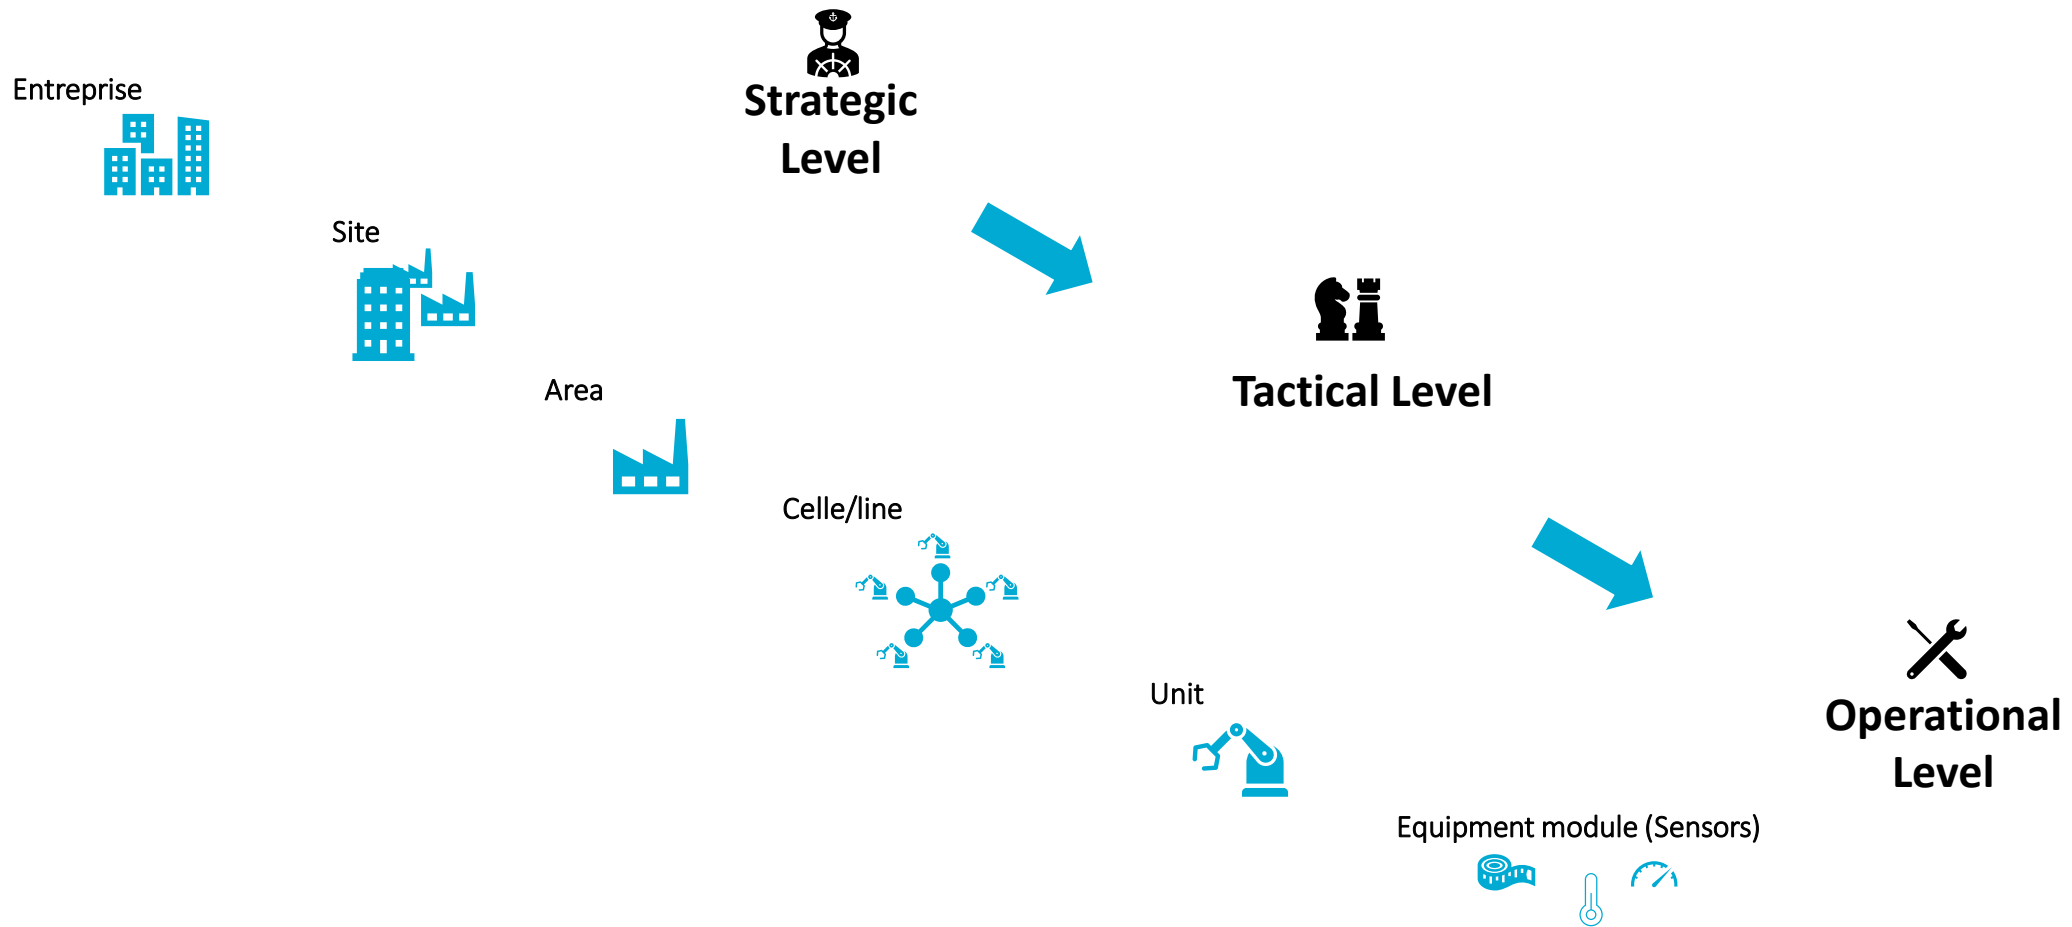 Entreprise
Strategic
Level
Site
Area
Tactical Level
Celle/line
Unit
Operational
Level
Equipment module (Sensors)